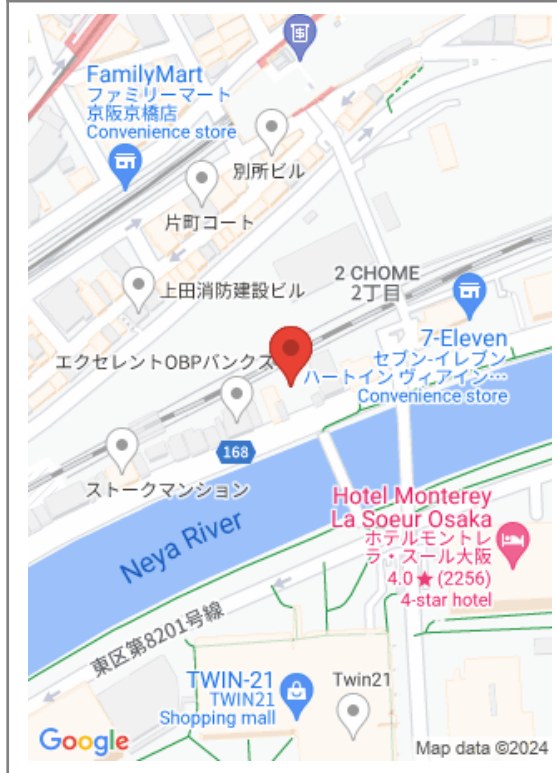 FamilyMart
ファミリーマート
京阪京橋店
Convenience store
別所ビル
片町コート
2 CHOME
2丁目
上田消防建設ビル
7-Eleven
セブン-イレブン
ハートイン ヴィアイン…
Convenience store
エクセレントOBPバンクス
168
ストークマンション
Neya River
Hotel Monterey
La Soeur Osaka
ホテルモントレ
ラ・スール大阪
4.0 ★ (2256)
4-star hotel
東区第8201号線
TWIN-21
TWIN21
Shopping mall
Twin21
Google
Map data ©2024